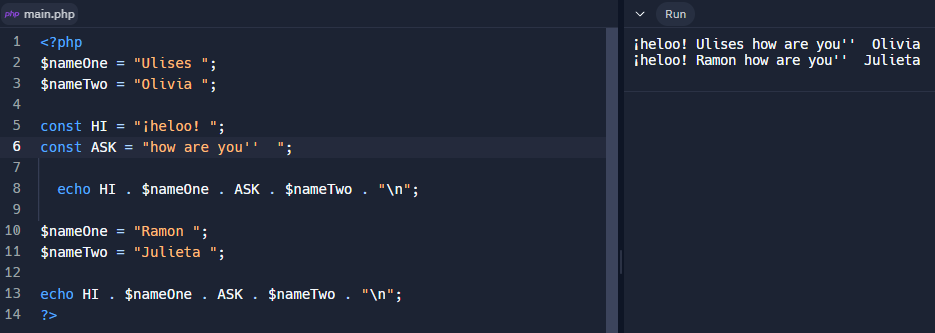 php main.php
Run
1 <?php
2 $nameOne = "Ulises ";
3 $nameTwo = "Olivia ";
4
5 const HI = "¡heloo! ";
6 const ASK = "how are you''  ";
7
8   echo HI . $nameOne . ASK . $nameTwo . "\n";
9
10 $nameOne = "Ramon ";
11 $nameTwo = "Julieta ";
12
13 echo HI . $nameOne . ASK . $nameTwo . "\n";
14 ?>
¡heloo! Ulises how are you''  Olivia
¡heloo! Ramon how are you''  Julieta